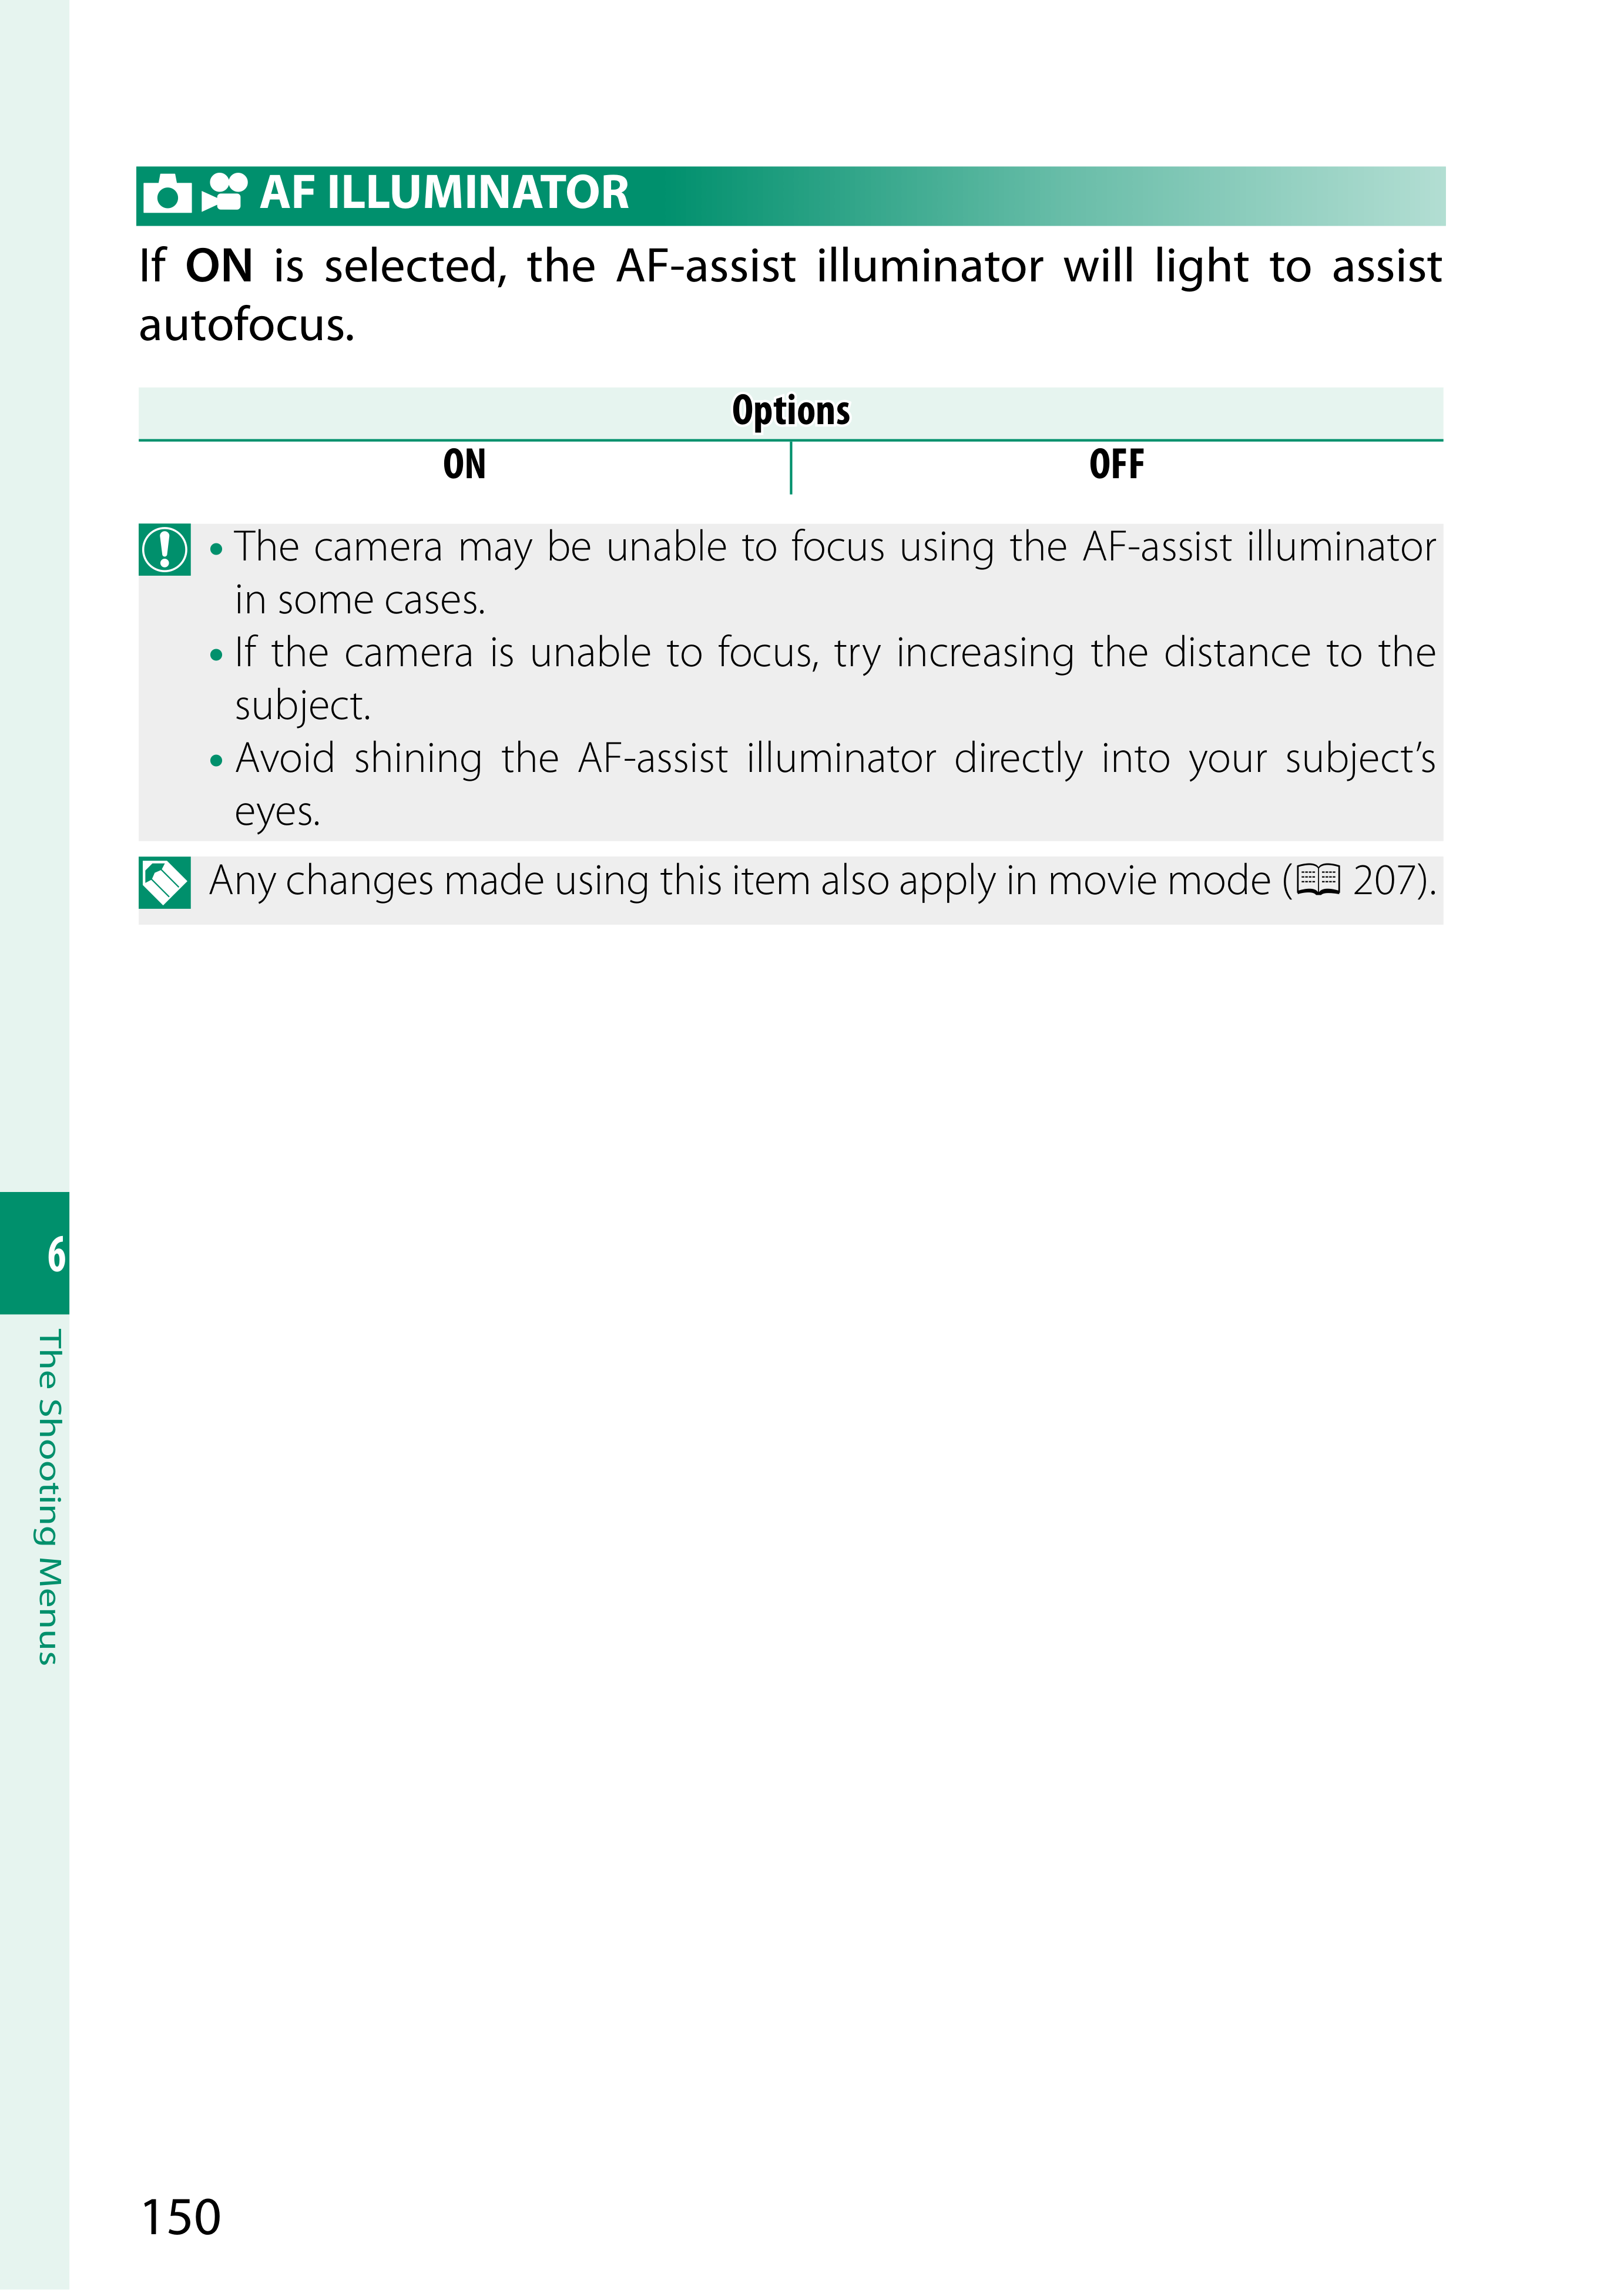 AF ILLUMINATOR
If ON is selected, the AF-assist illuminator will light to assist
autofocus.
Options
ON OFF
• The camera may be unable to focus using the AF-assist illuminator
in some cases.
• If the camera is unable to focus, try increasing the distance to the
subject.
• Avoid shining the AF-assist illuminator directly into your subject’s
eyes.
Any changes made using this item also apply in movie mode (207).
6
The Shooting Menus
150